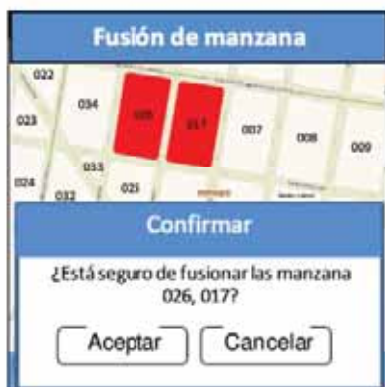 Fusión de manzana
022
034
023
026
017
007
008
009
033
024
032
025
Confirmar
¿Está seguro de fusionar las manzana
026, 017?
Aceptar
Cancelar